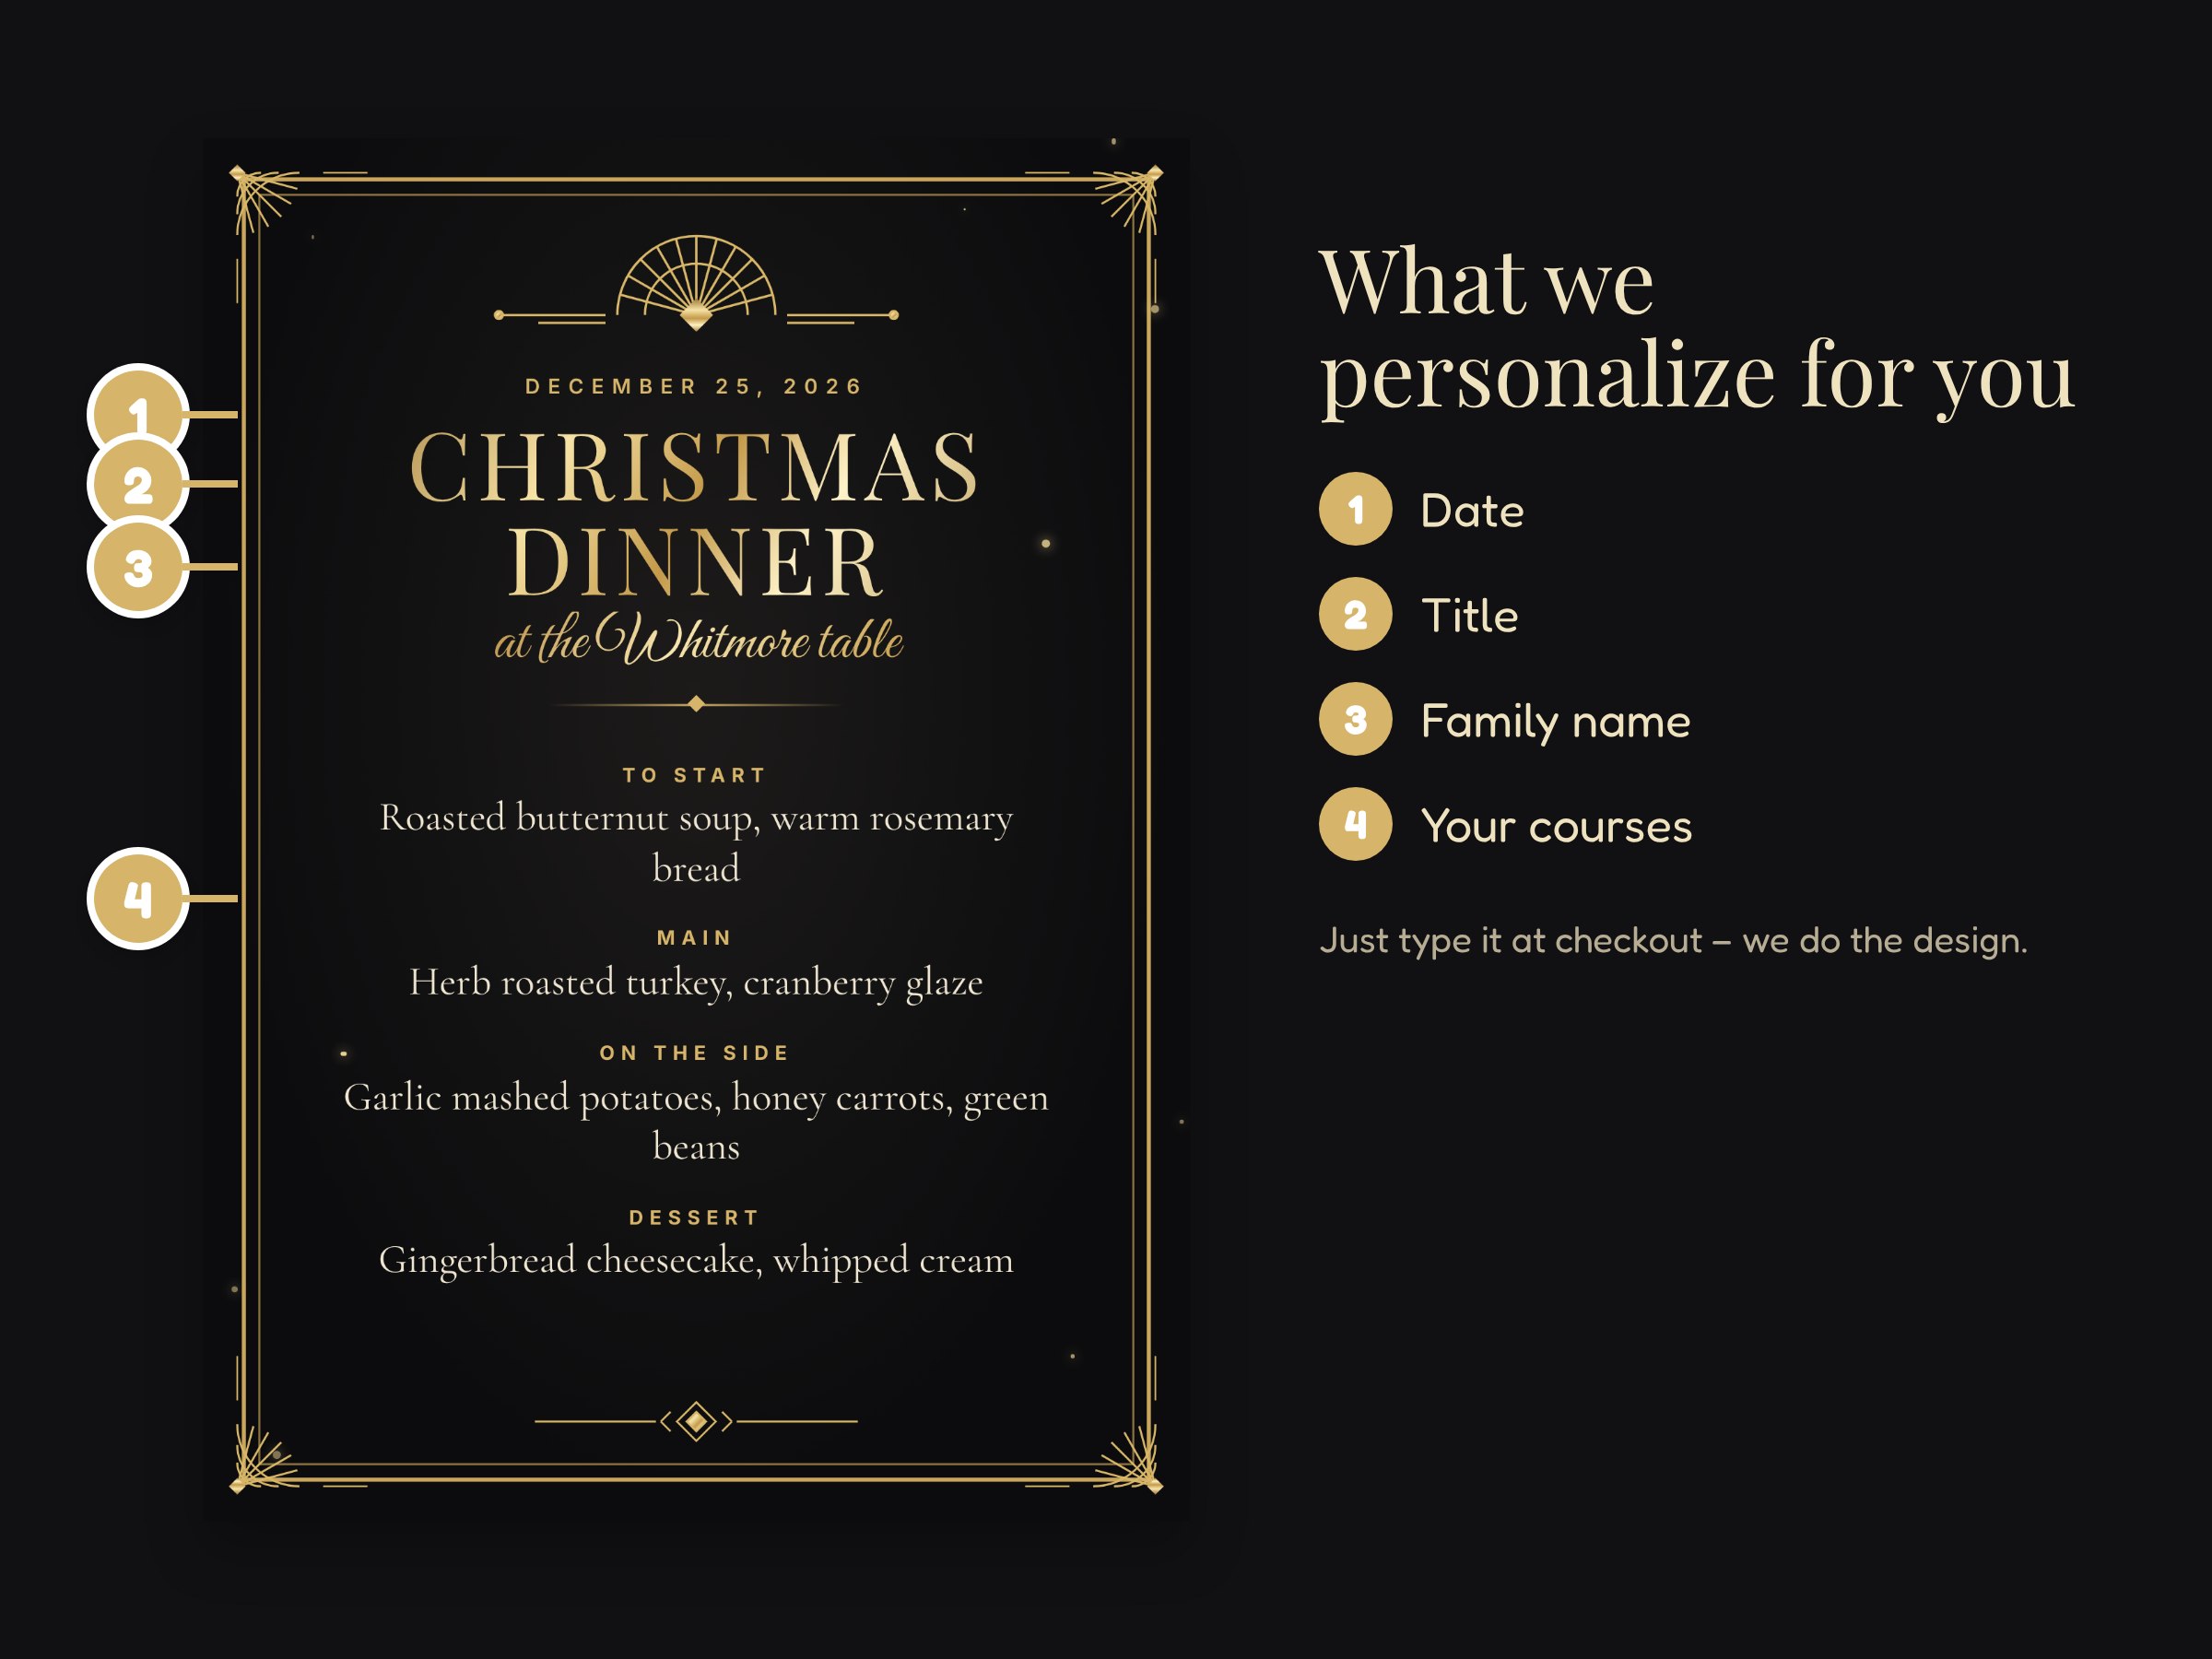 DECEMBER 25, 2026
CHRISTMAS
DINNER
at the Whitmore table
TO START
Roasted butternut soup, warm rosemary
bread
MAIN
Herb roasted turkey, cranberry glaze
ON THE SIDE
Garlic mashed potatoes, honey carrots, green
beans
DESSERT
Gingerbread cheesecake, whipped cream
1
2
3
4
What we
personalize for you
1 Date
2 Title
3 Family name
4 Your courses
Just type it at checkout – we do the design.